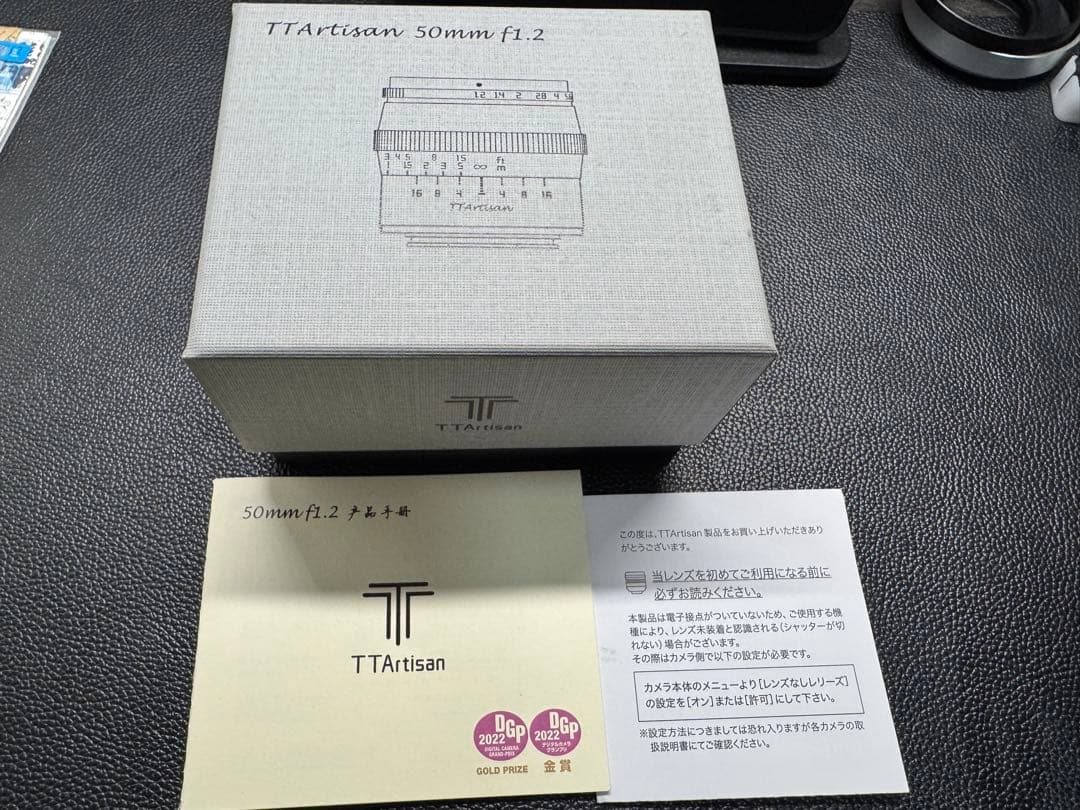 TTArtisan 50mm f1.2
1.2 1.4 2 2.8 4 5.6
3 4 5 8 15 ft
1 1.5 2 3 5 ∞ m
16 8 4 4 8 16
TTArtisan
TTArtisan
50mm f1.2 产品手册
TTArtisan
DGP
2022
DIGITAL CAMERA
GRAND-PRIX
GOLD PRIZE
DGP
2022
デジタルカメラ
グランプリ
金賞
この度は、TTArtisan 製品をお買い上げいただきあり
がとうございます。
当レンズを初めてご利用になる前に
必ずお読みください。
本製品は電子接点がついていないため、ご使用する機
種により、レンズ未装着と認識される(シャッターが切
れない)場合がございます。
その際はカメラ側で以下の設定が必要です。
カメラ本体のメニューより[レンズなしレリーズ]
の設定を[オン]または[許可]にして下さい。
※設定方法につきましては恐れ入りますが各カメラの取
扱説明書にてご確認ください。